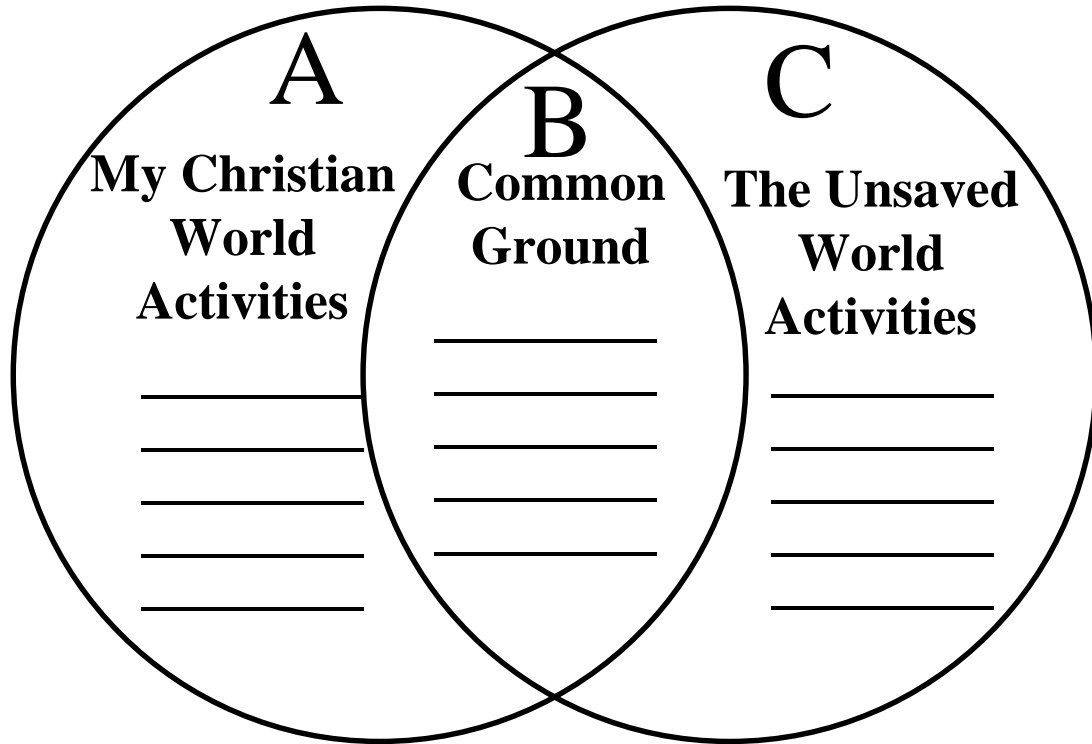 A
My Christian
World
Activities
B
Common
Ground
C
The Unsaved
World
Activities